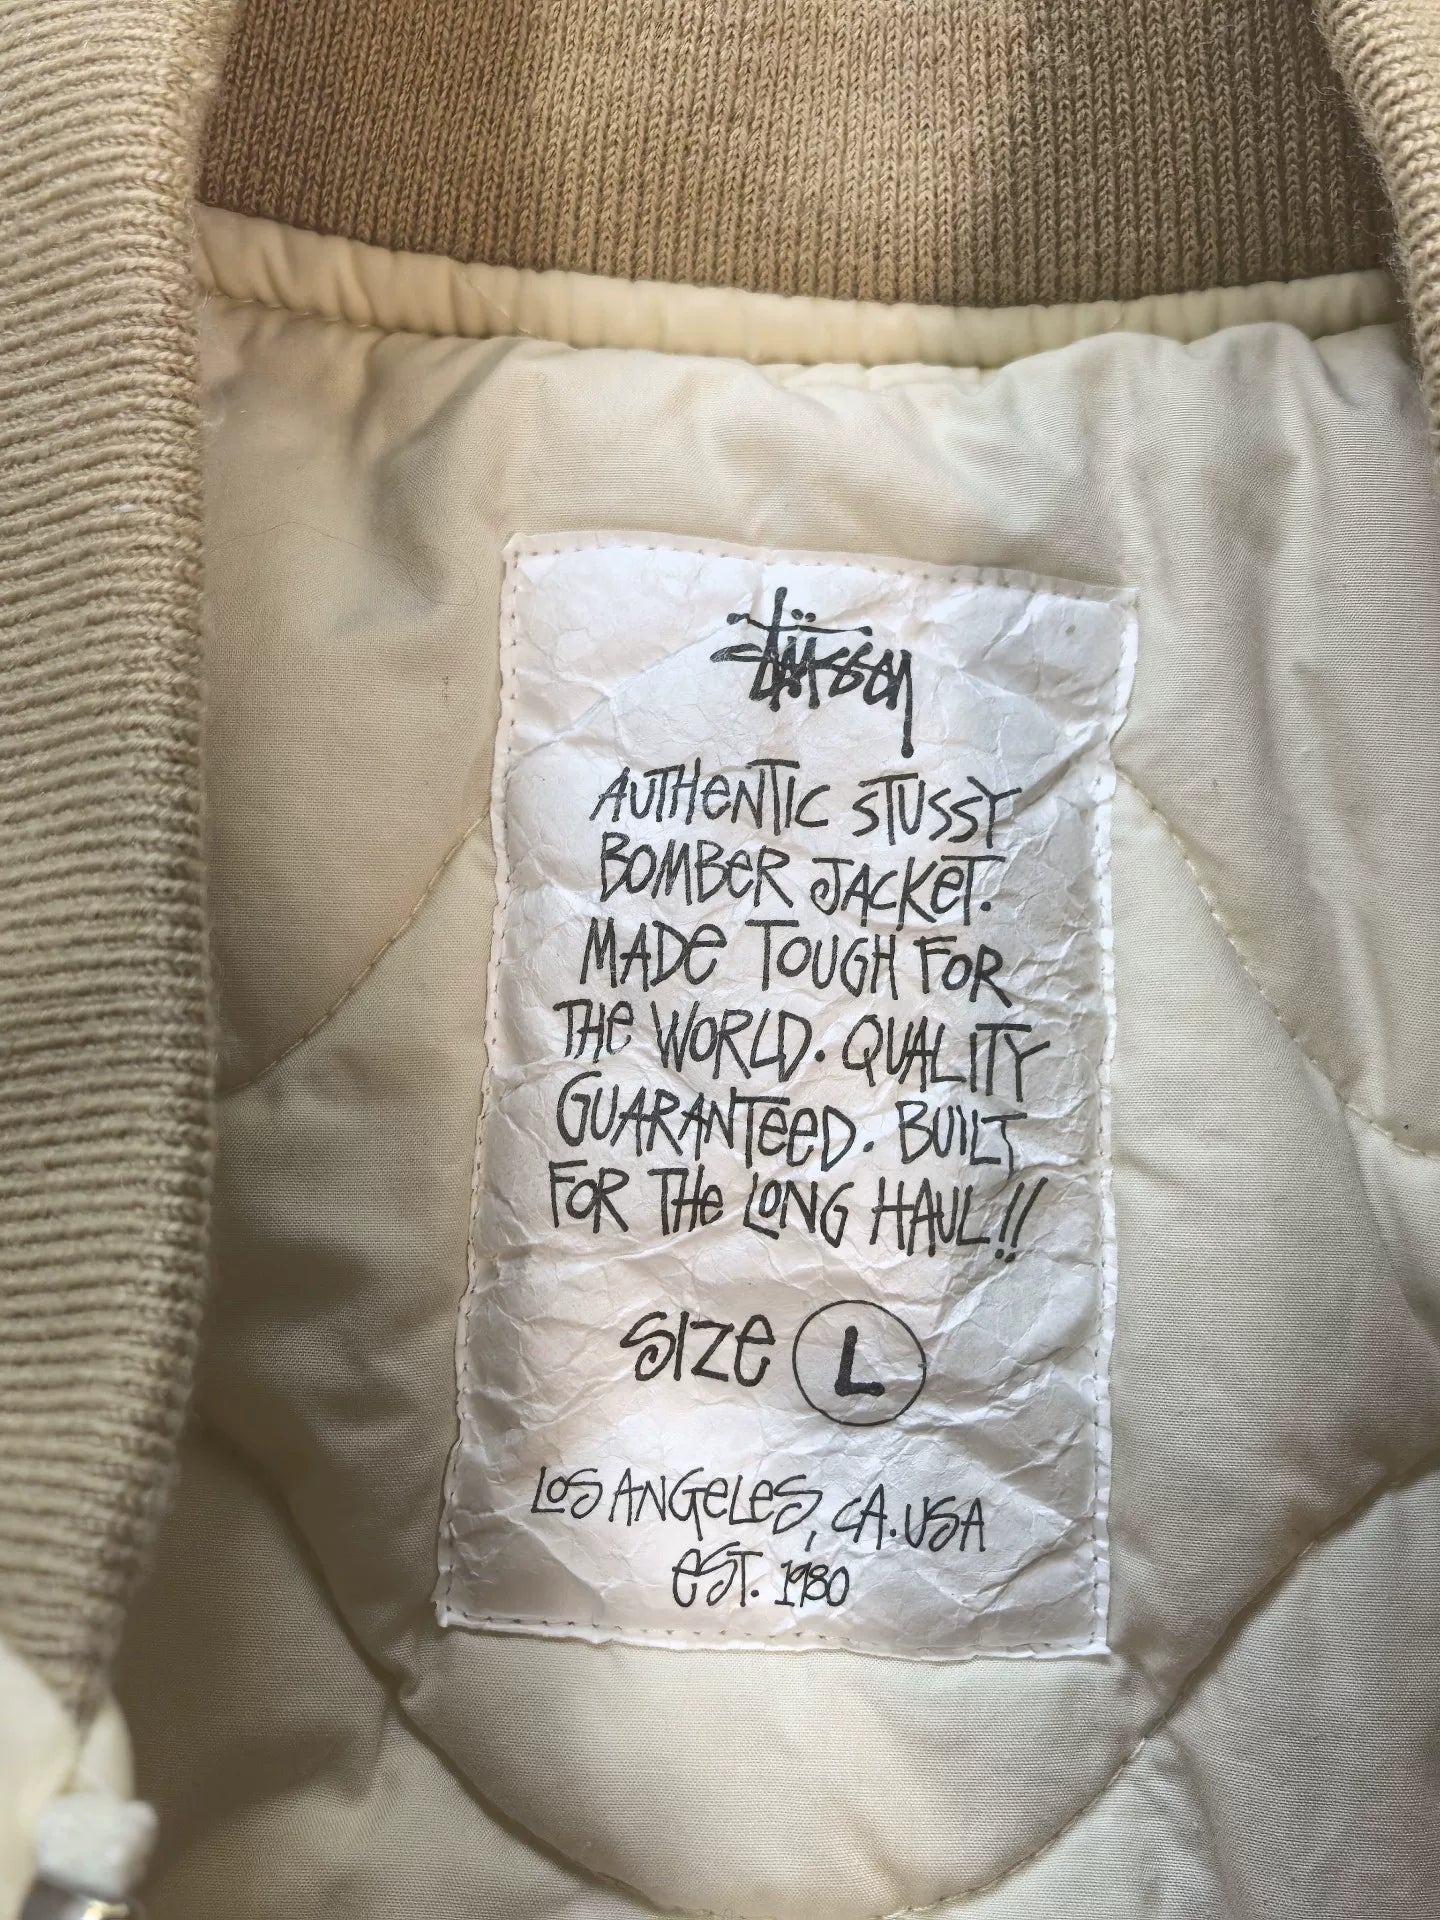 Stüssy
AUTHENTIC STUSSY
BOMBER JACKET.
MADE TOUGH FOR
THE WORLD. QUALITY
GUARANTEED. BUILT
FOR THE LONG HAUL!!
SIZE L
LOS ANGELES, CA. USA
EST. 1980